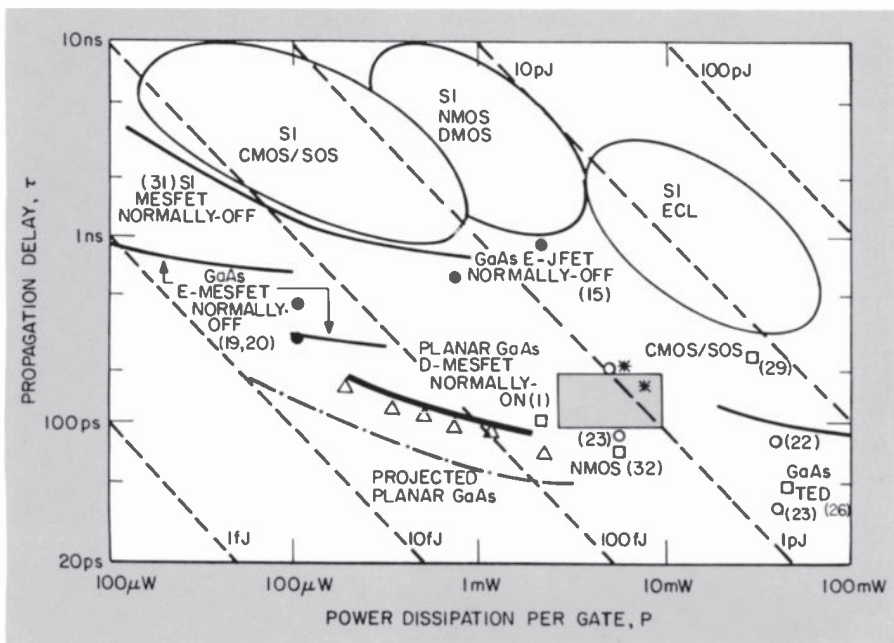 10ns
10pJ
100pJ
SI
NMOS
DMOS
SI
CMOS/SOS
SI
ECL
(31) SI
MESFET
NORMALLY-OFF
1ns
GaAs E-JFET
NORMALLY-OFF
(15)
GaAs
E-MESFET
NORMALLY-
OFF
(19,20)
PLANAR GaAs
D-MESFET
NORMALLY-
ON (1)
CMOS/SOS
(29)
100ps
(23)
NMOS (32)
(22)
GaAs
TED
(23) (26)
PROJECTED
PLANAR GaAs
1fJ
10fJ
100fJ
1pJ
20ps
100μW
100μW
1mW
10mW
100mW
PROPAGATION DELAY, τ
POWER DISSIPATION PER GATE, P